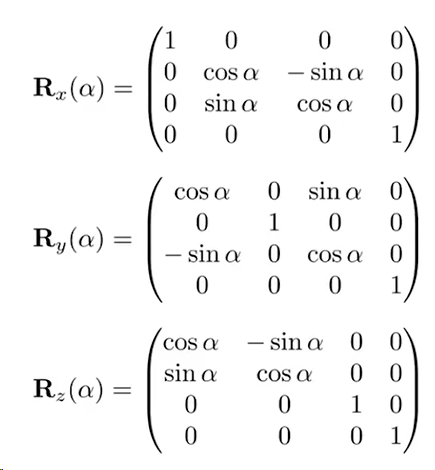 1 0 0 0
0 cos α − sin α 0
R_x(α) = 0 sin α cos α 0
0 0 0 1
cos α 0 sin α 0
0 1 0 0
R_y(α) = − sin α 0 cos α 0
0 0 0 1
cos α − sin α 0 0
sin α cos α 0 0
R_z(α) = 0 0 1 0
0 0 0 1